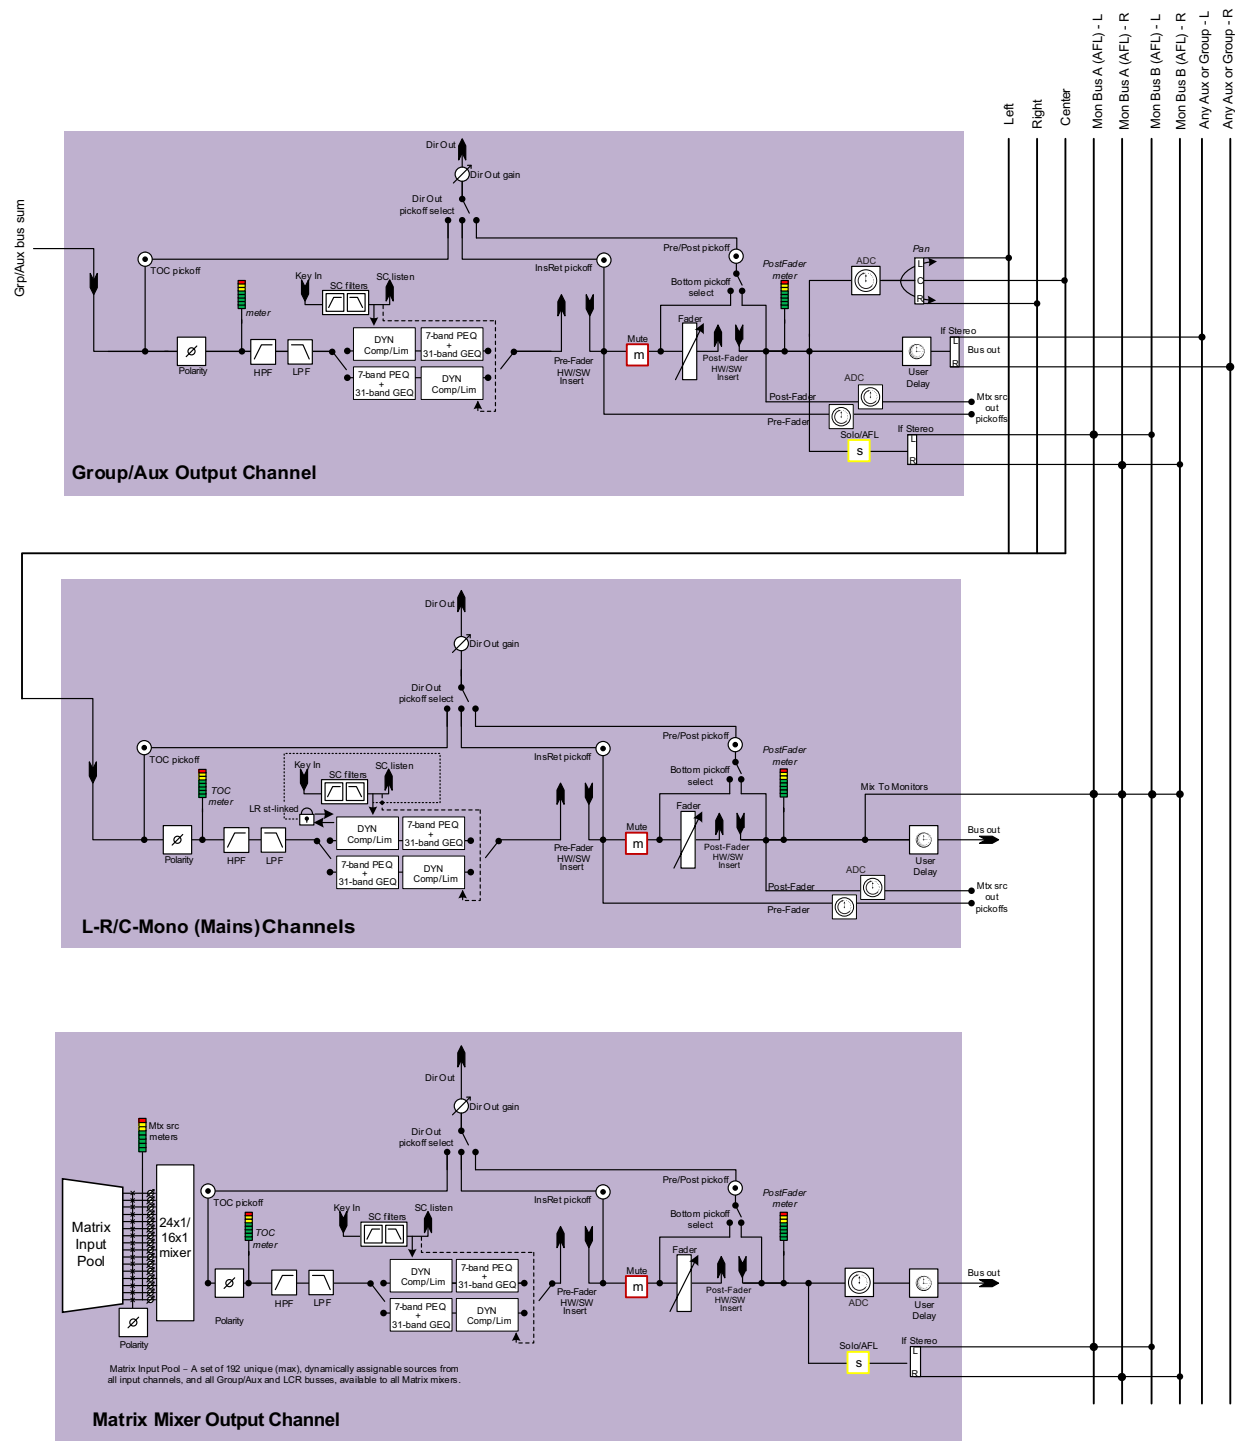 Left
Right
Center
Mon Bus A (AFL) - L
Mon Bus A (AFL) - R
Mon Bus B (AFL) - L
Mon Bus B (AFL) - R
Any Aux or Group - L
Any Aux or Group - R
Grp/Aux bus sum
Dir Out
Dir Out gain
Dir Out
pickoff select
TOC pickoff
InsRet pickoff
Pre/Post pickoff
Bottom pickoff
select
PostFader
meter
ADC
Pan
L
C
R
meter
Key In
SC filters
SC listen
Polarity
HPF
LPF
DYN
Comp/Lim
7-band PEQ
+
31-band GEQ
7-band PEQ
+
31-band GEQ
DYN
Comp/Lim
Pre-Fader
HW/SW
Insert
Mute
m
Fader
Post-Fader
HW/SW
Insert
If Stereo
L
R
Bus out
User
Delay
ADC
Post-Fader
Pre-Fader
Mtx src
out
pickoffs
Solo/AFL
s
If Stereo
L
R
Group/Aux Output Channel
Dir Out
Dir Out gain
Dir Out
pickoff select
TOC pickoff
InsRet pickoff
Pre/Post pickoff
Bottom pickoff
select
PostFader
meter
Mix To Monitors
TOC
meter
Key In
SC filters
SC listen
LR st-linked
Polarity
HPF
LPF
DYN
Comp/Lim
7-band PEQ
+
31-band GEQ
7-band PEQ
+
31-band GEQ
DYN
Comp/Lim
Pre-Fader
HW/SW
Insert
Mute
m
Fader
Post-Fader
HW/SW
Insert
Bus out
User
Delay
ADC
Post-Fader
Pre-Fader
Mtx src
out
pickoffs
L-R/C-Mono (Mains)Channels
Dir Out
Dir Out gain
Dir Out
pickoff select
Mtx src
meters
Matrix
Input
Pool
24x1/
16x1
mixer
TOC pickoff
InsRet pickoff
Pre/Post pickoff
Bottom pickoff
select
PostFader
meter
TOC
meter
Key In
SC filters
SC listen
Polarity
Polarity
HPF
LPF
DYN
Comp/Lim
7-band PEQ
+
31-band GEQ
7-band PEQ
+
31-band GEQ
DYN
Comp/Lim
Pre-Fader
HW/SW
Insert
Mute
m
Fader
Post-Fader
HW/SW
Insert
ADC
User
Delay
Bus out
Solo/AFL
s
If Stereo
L
R
Matrix Input Pool – A set of 192 unique (max), dynamically assignable sources from
all input channels, and all Group/Aux and LCR busses, available to all Matrix mixers.
Matrix Mixer Output Channel